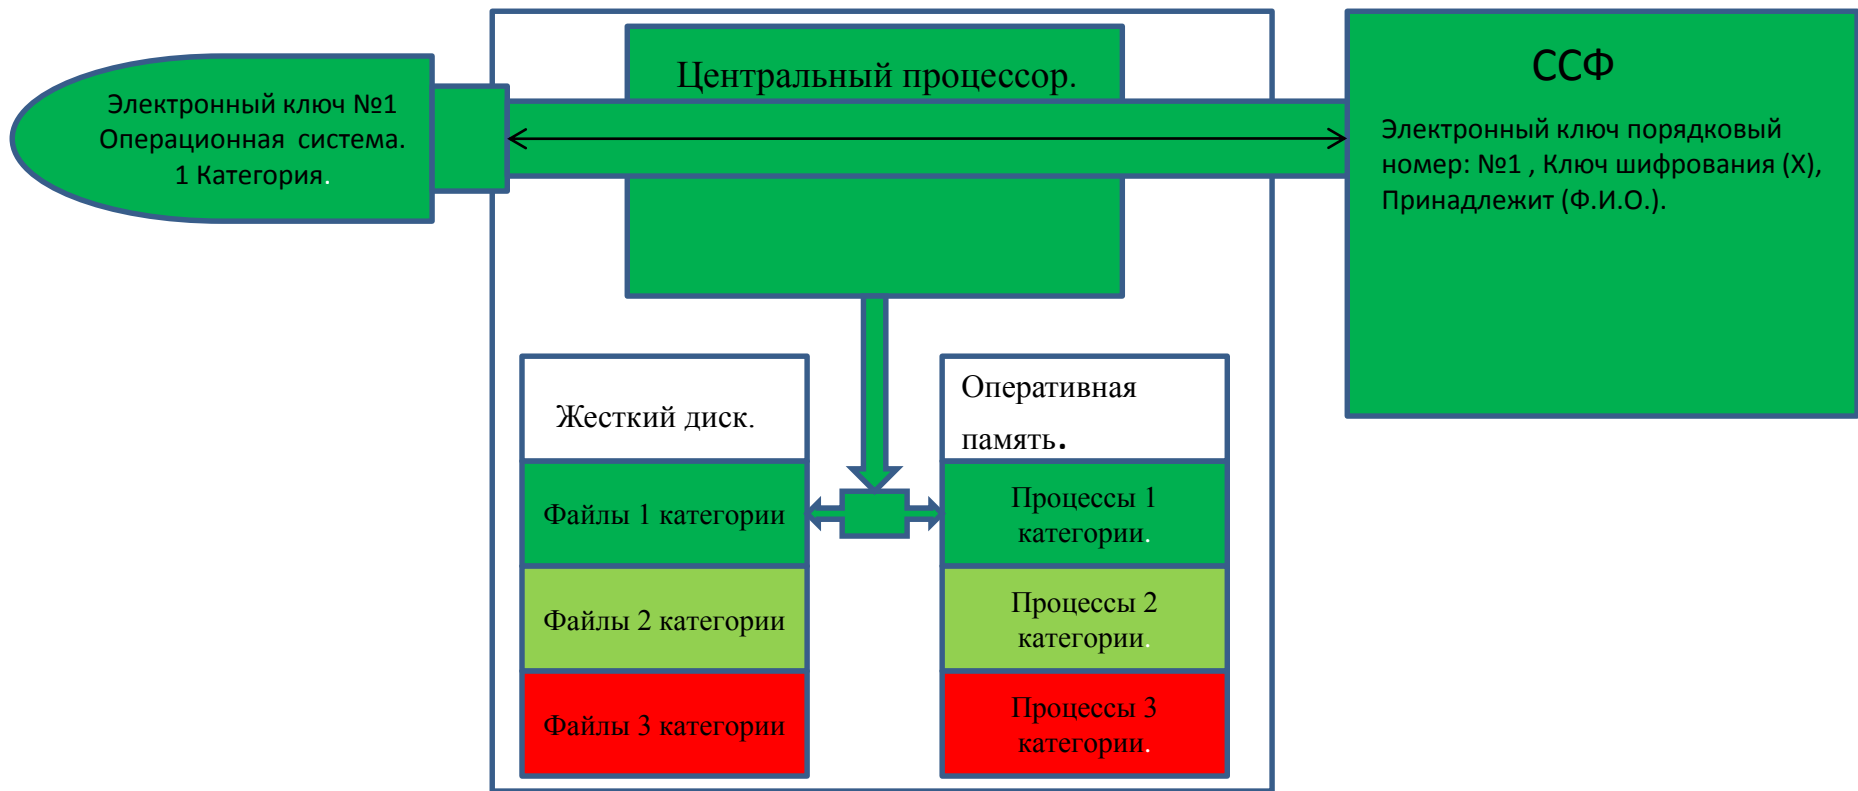 Электронный ключ №1
Операционная система.
1 Категория.
Центральный процессор.
ССФ
Электронный ключ порядковый
номер: №1 , Ключ шифрования (X),
Принадлежит (Ф.И.О.).
Жесткий диск.
Файлы 1 категории
Файлы 2 категории
Файлы 3 категории
Оперативная
память.
Процессы 1
категории.
Процессы 2
категории.
Процессы 3
категории.